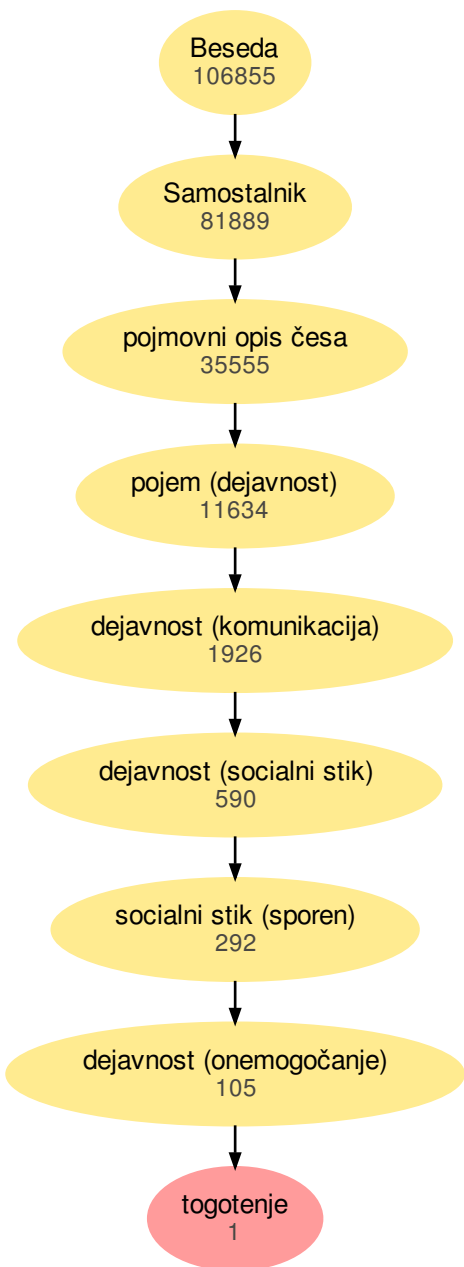 Beseda
106855
Samostalnik
81889
pojmovni opis česa
35555
pojem (dejavnost)
11634
dejavnost (komunikacija)
1926
dejavnost (socialni stik)
590
socialni stik (sporen)
292
dejavnost (onemogočanje)
105
togotenje
1